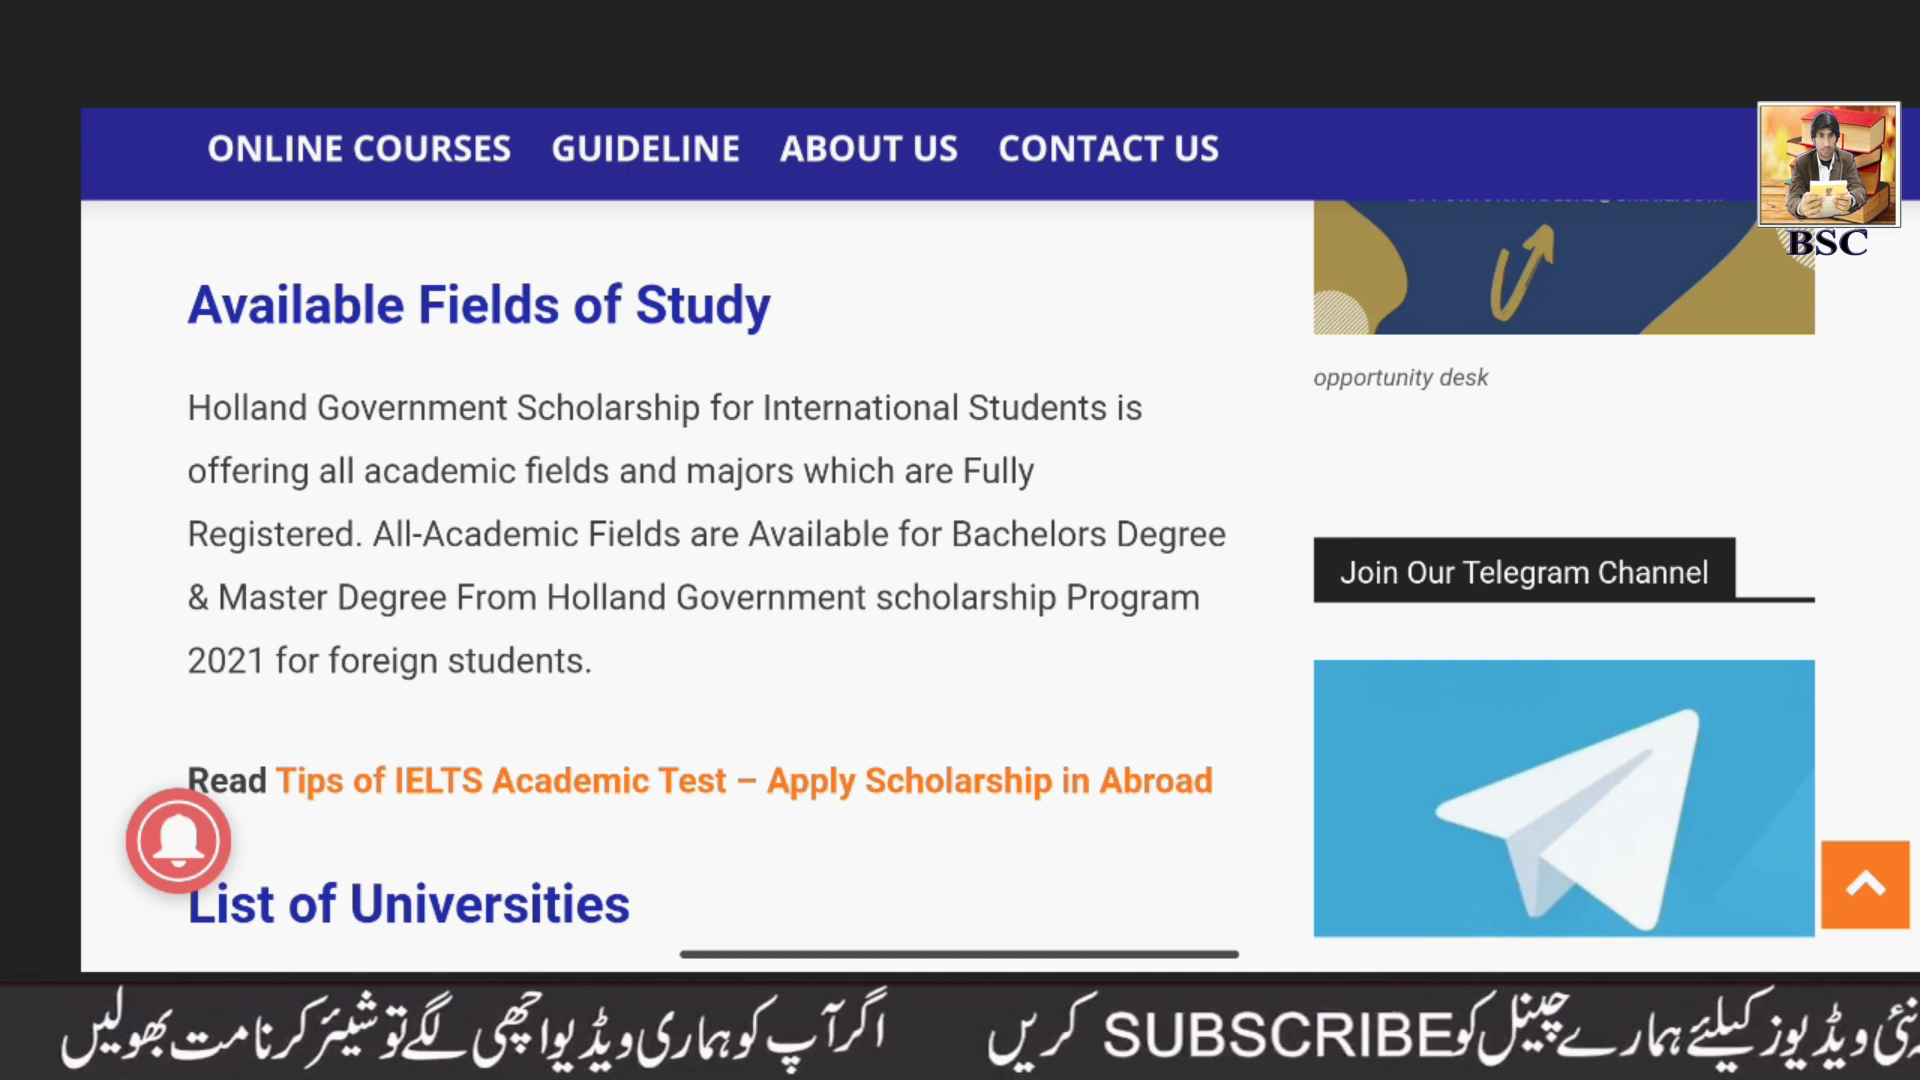 ONLINE COURSES GUIDELINE ABOUT US CONTACT US
BSC
Available Fields of Study
Holland Government Scholarship for International Students is
offering all academic fields and majors which are Fully
Registered. All-Academic Fields are Available for Bachelors Degree
& Master Degree From Holland Government scholarship Program
2021 for foreign students.
Read Tips of IELTS Academic Test – Apply Scholarship in Abroad
List of Universities
opportunity desk
Join Our Telegram Channel
نئی ویڈیوز کیلئے ہمارے چینل کو SUBSCRIBE کریں اگر آپ کو ہماری ویڈیو اچھی لگے تو شیئر کرنا مت بھولیں